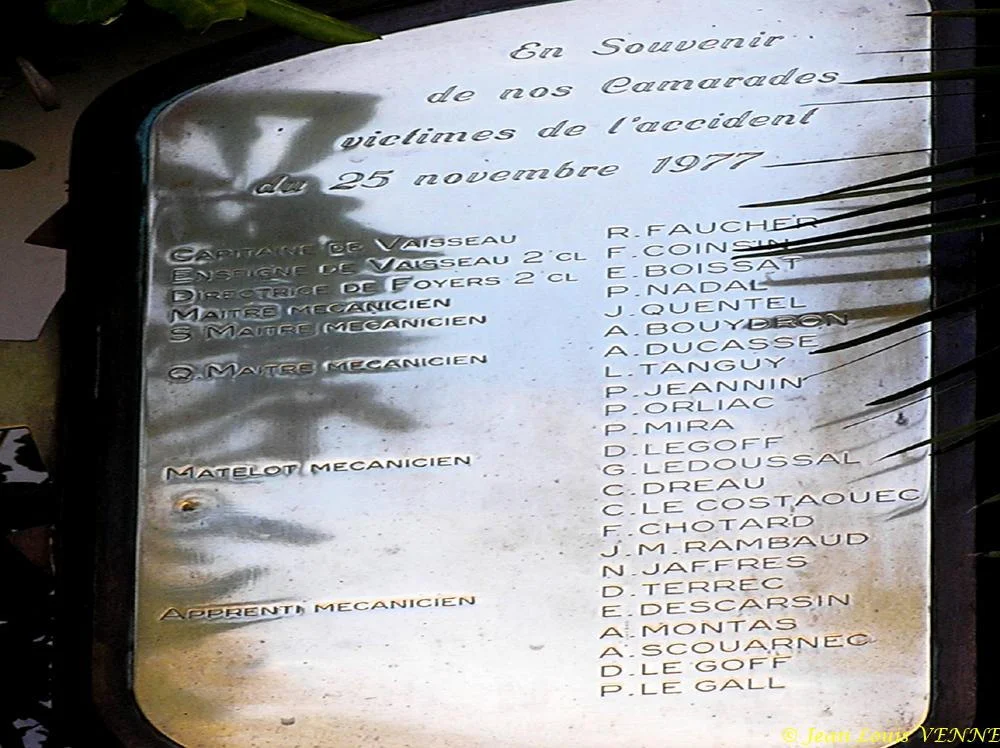 En Souvenir
de nos Camarades
victimes de l'accident
du 25 novembre 1977
CAPITAINE DE VAISSEAU R.FAUCHER
ENSEIGNE DE VAISSEAU 2 CL F.COINSIN
DIRECTRICE DE FOYERS 2 CL E.BOISSAT
MAITRE MECANICIEN P.NADAL
S MAITRE MECANICIEN J.QUENTEL
A.BOUYDRON
Q.MAITRE MECANICIEN A.DUCASSE
L.TANGUY
P.JEANNIN
P.ORLIAC
P.MIRA
MATELOT MECANICIEN D.LEGOFF
G.LEDOUSSAL
C.DREAU
C.LE COSTAOUEC
F.CHOTARD
J.M.RAMBAUD
N.JAFFRES
APPRENTI MECANICIEN D.TERREC
E.DESCARSIN
A.MONTAS
A.SCOUARNEC
D.LE GOFF
P.LE GALL
© Jean Louis VENNE